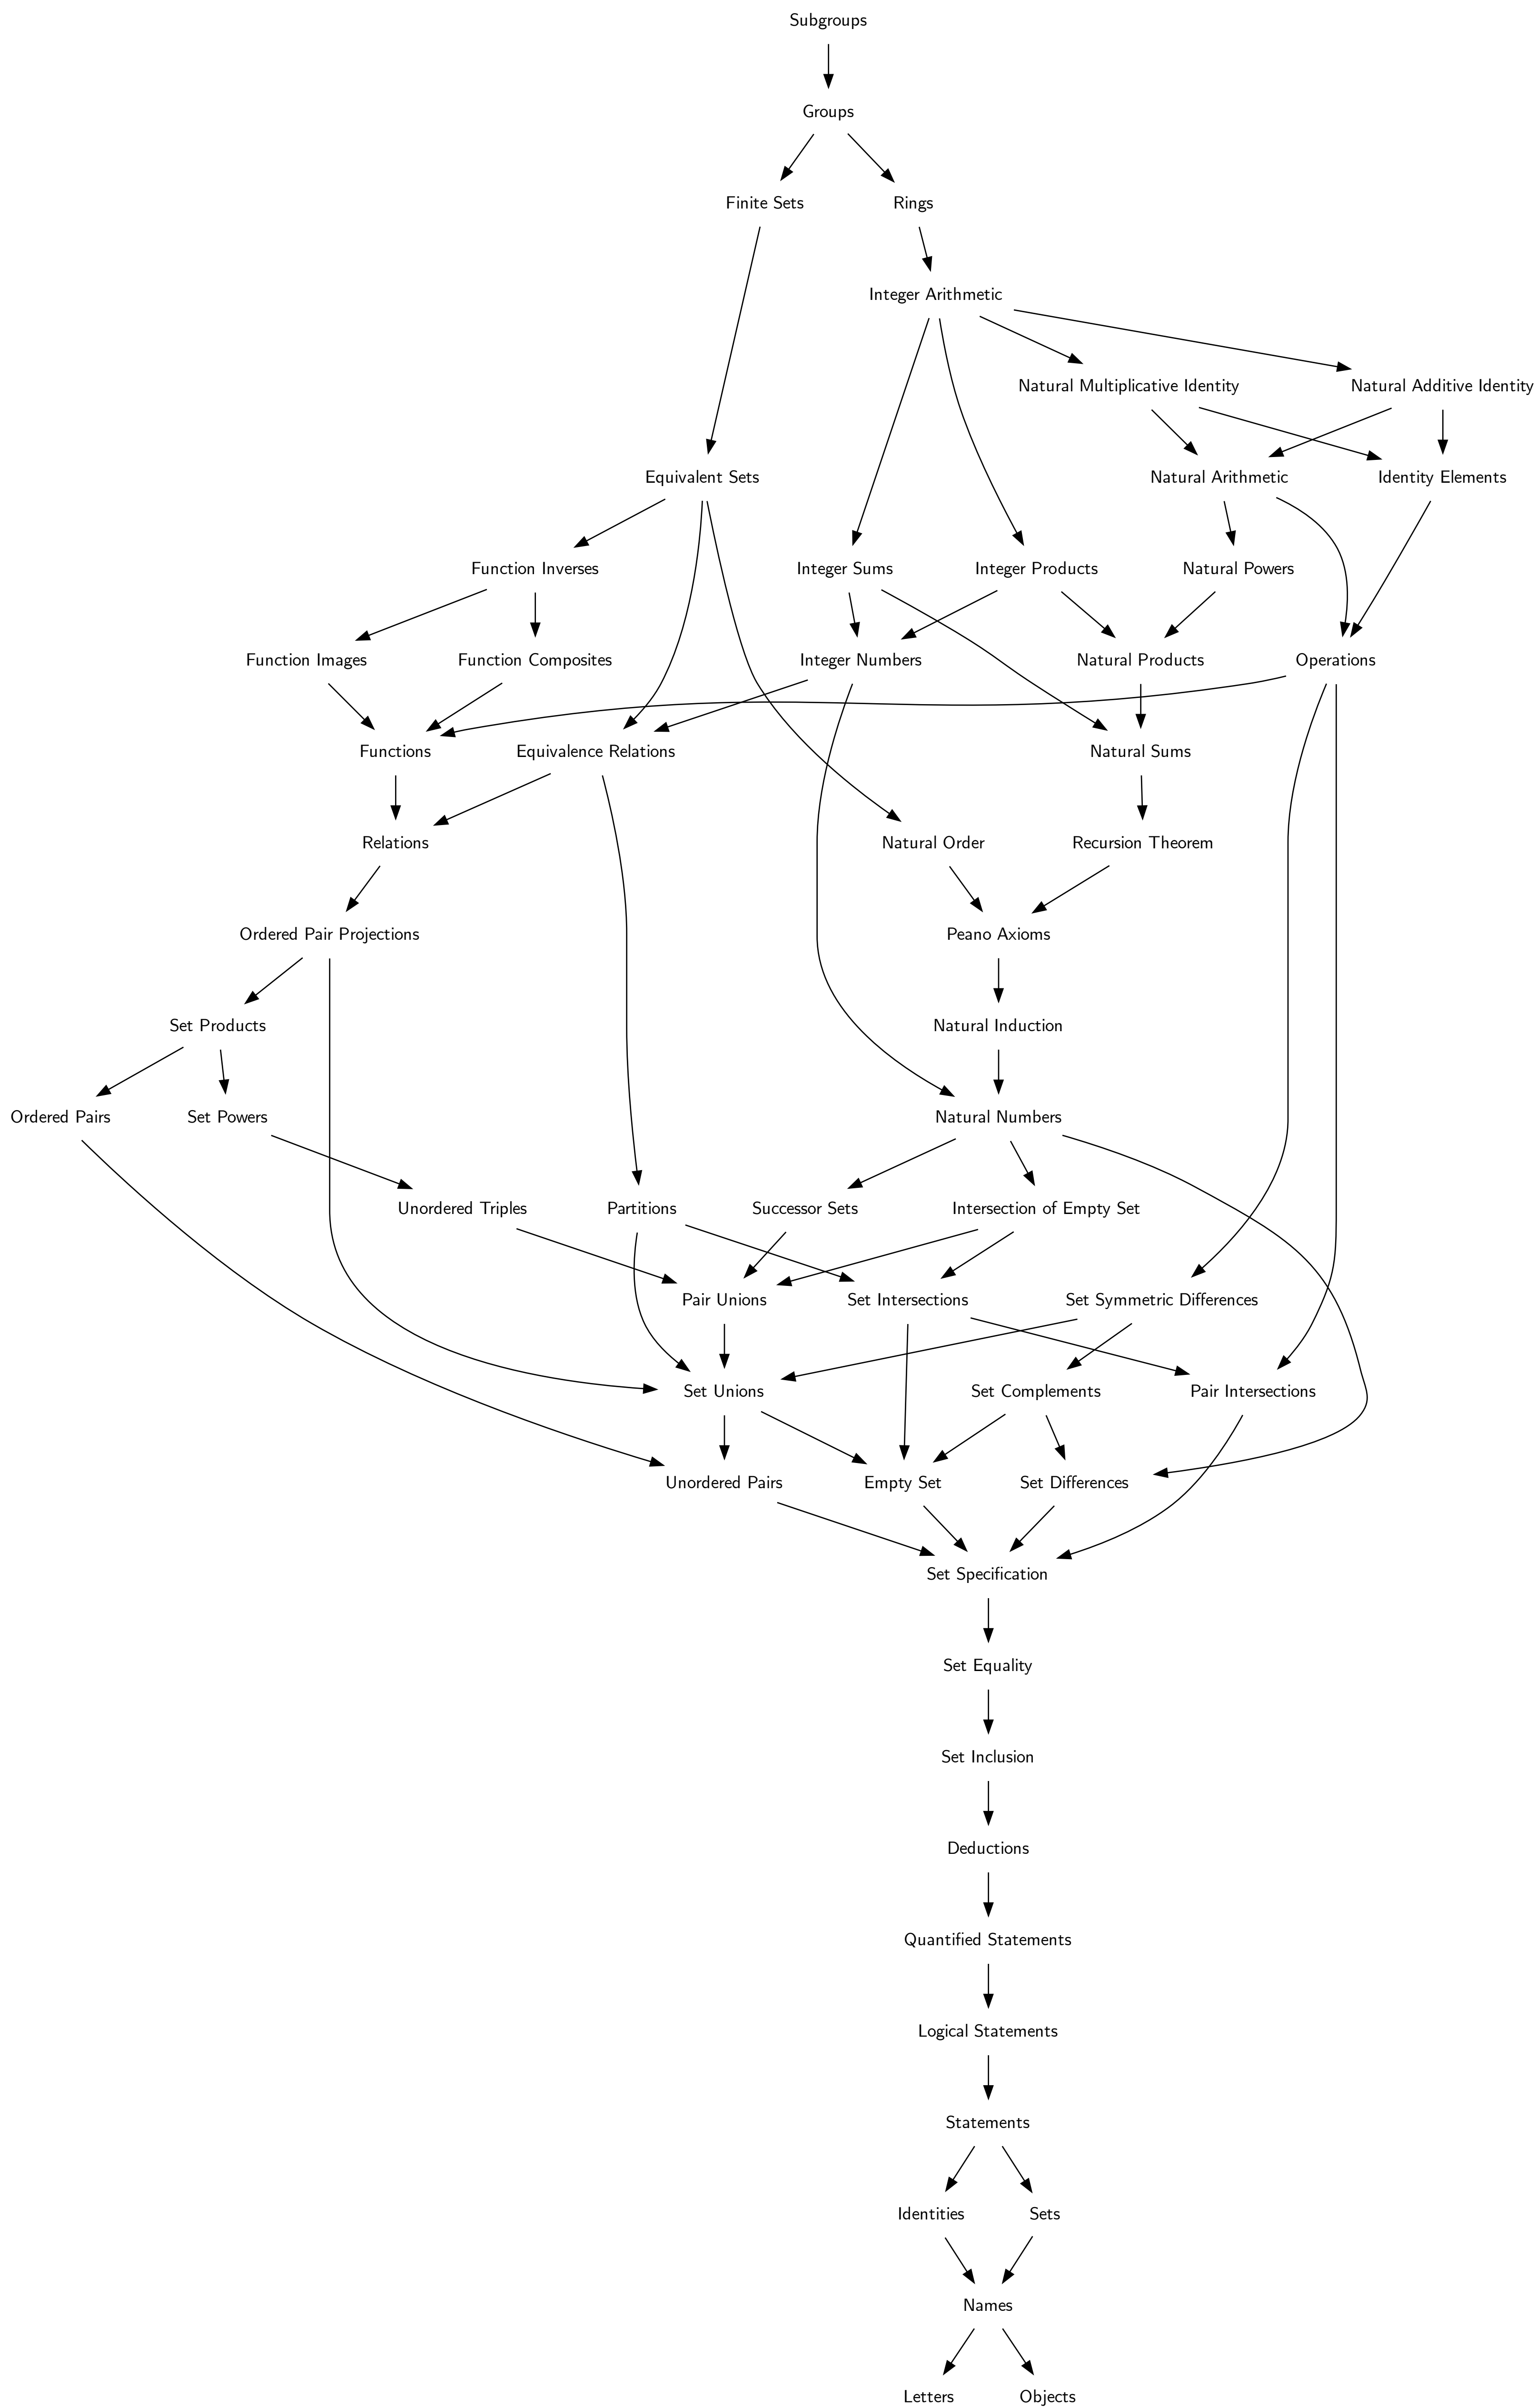 Subgroups
Groups
Finite Sets
Rings
Integer Arithmetic
Natural Multiplicative Identity
Natural Additive Identity
Equivalent Sets
Natural Arithmetic
Identity Elements
Function Inverses
Integer Sums
Integer Products
Natural Powers
Function Images
Function Composites
Integer Numbers
Natural Products
Operations
Functions
Equivalence Relations
Natural Sums
Relations
Natural Order
Recursion Theorem
Ordered Pair Projections
Peano Axioms
Set Products
Natural Induction
Ordered Pairs
Set Powers
Natural Numbers
Unordered Triples
Partitions
Successor Sets
Intersection of Empty Set
Pair Unions
Set Intersections
Set Symmetric Differences
Set Unions
Set Complements
Pair Intersections
Unordered Pairs
Empty Set
Set Differences
Set Specification
Set Equality
Set Inclusion
Deductions
Quantified Statements
Logical Statements
Statements
Identities
Sets
Names
Letters
Objects